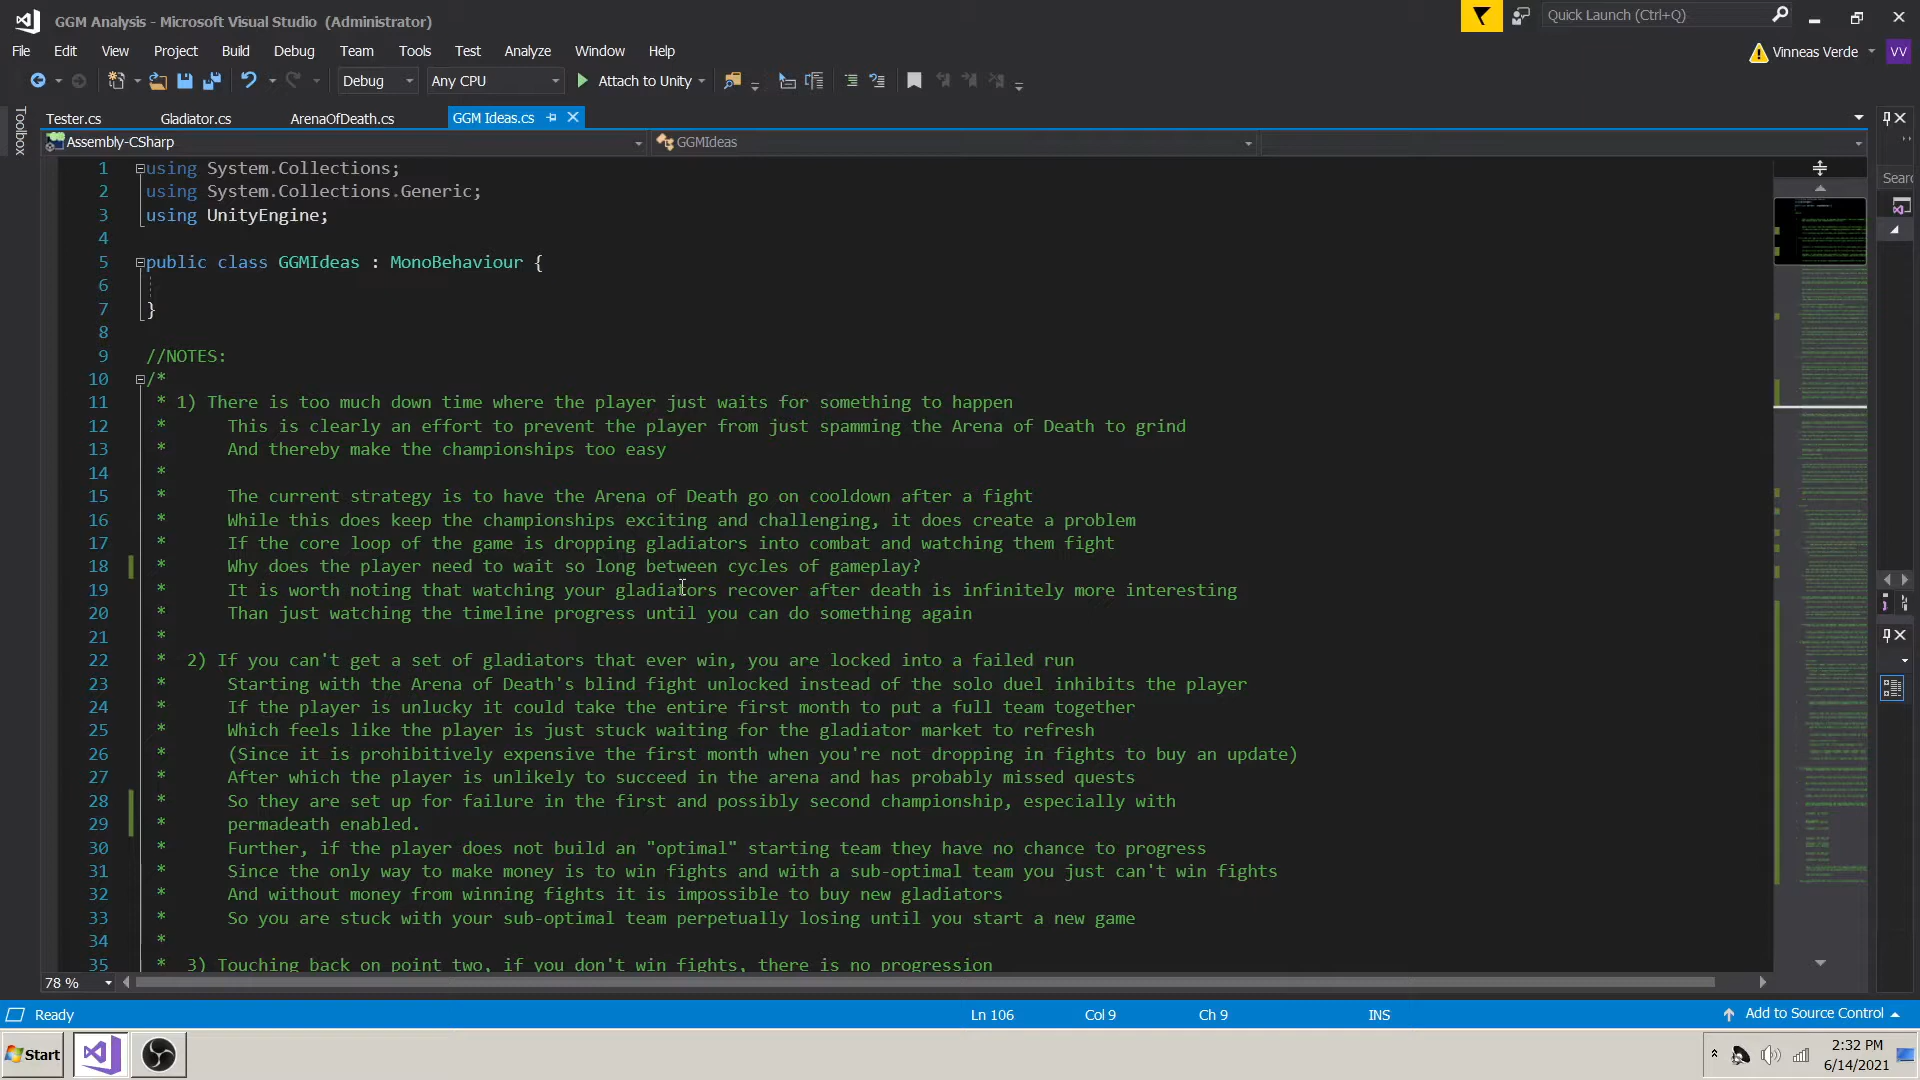 GGM Analysis - Microsoft Visual Studio (Administrator)
Quick Launch (Ctrl+Q)
File Edit View Project Build Debug Team Tools Test Analyze Window Help
Vinneas Verde VV
Debug Any CPU Attach to Unity
Toolbox
Tester.cs Gladiator.cs ArenaOfDeath.cs GGM Ideas.cs
Assembly-CSharp GGMIdeas
Searc
1 using System.Collections;
2 using System.Collections.Generic;
3 using UnityEngine;
4
5 public class GGMIdeas : MonoBehaviour {
6
7 }
8
9 //NOTES:
10 /*
11 * 1) There is too much down time where the player just waits for something to happen
12 * This is clearly an effort to prevent the player from just spamming the Arena of Death to grind
13 * And thereby make the championships too easy
14 *
15 * The current strategy is to have the Arena of Death go on cooldown after a fight
16 * While this does keep the championships exciting and challenging, it does create a problem
17 * If the core loop of the game is dropping gladiators into combat and watching them fight
18 * Why does the player need to wait so long between cycles of gameplay?
19 * It is worth noting that watching your gladiators recover after death is infinitely more interesting
20 * Than just watching the timeline progress until you can do something again
21 *
22 * 2) If you can't get a set of gladiators that ever win, you are locked into a failed run
23 * Starting with the Arena of Death's blind fight unlocked instead of the solo duel inhibits the player
24 * If the player is unlucky it could take the entire first month to put a full team together
25 * Which feels like the player is just stuck waiting for the gladiator market to refresh
26 * (Since it is prohibitively expensive the first month when you're not dropping in fights to buy an update)
27 * After which the player is unlikely to succeed in the arena and has probably missed quests
28 * So they are set up for failure in the first and possibly second championship, especially with
29 * permadeath enabled.
30 * Further, if the player does not build an "optimal" starting team they have no chance to progress
31 * Since the only way to make money is to win fights and with a sub-optimal team you just can't win fights
32 * And without money from winning fights it is impossible to buy new gladiators
33 * So you are stuck with your sub-optimal team perpetually losing until you start a new game
34 *
35 * 3) Touching back on point two, if you don't win fights, there is no progression
78 %
Ready Ln 106 Col 9 Ch 9 INS Add to Source Control
Start 2:32 PM
6/14/2021